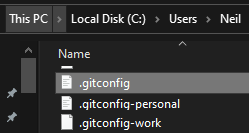 This PC > Local Disk (C:) > Users > Neil
Name
.gitconfig
.gitconfig-personal
.gitconfig-work